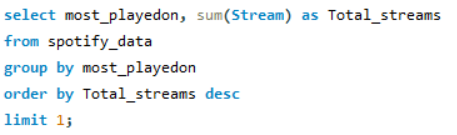 select most_playedon, sum(Stream) as Total_streams
from spotify_data
group by most_playedon
order by Total_streams desc
limit 1;